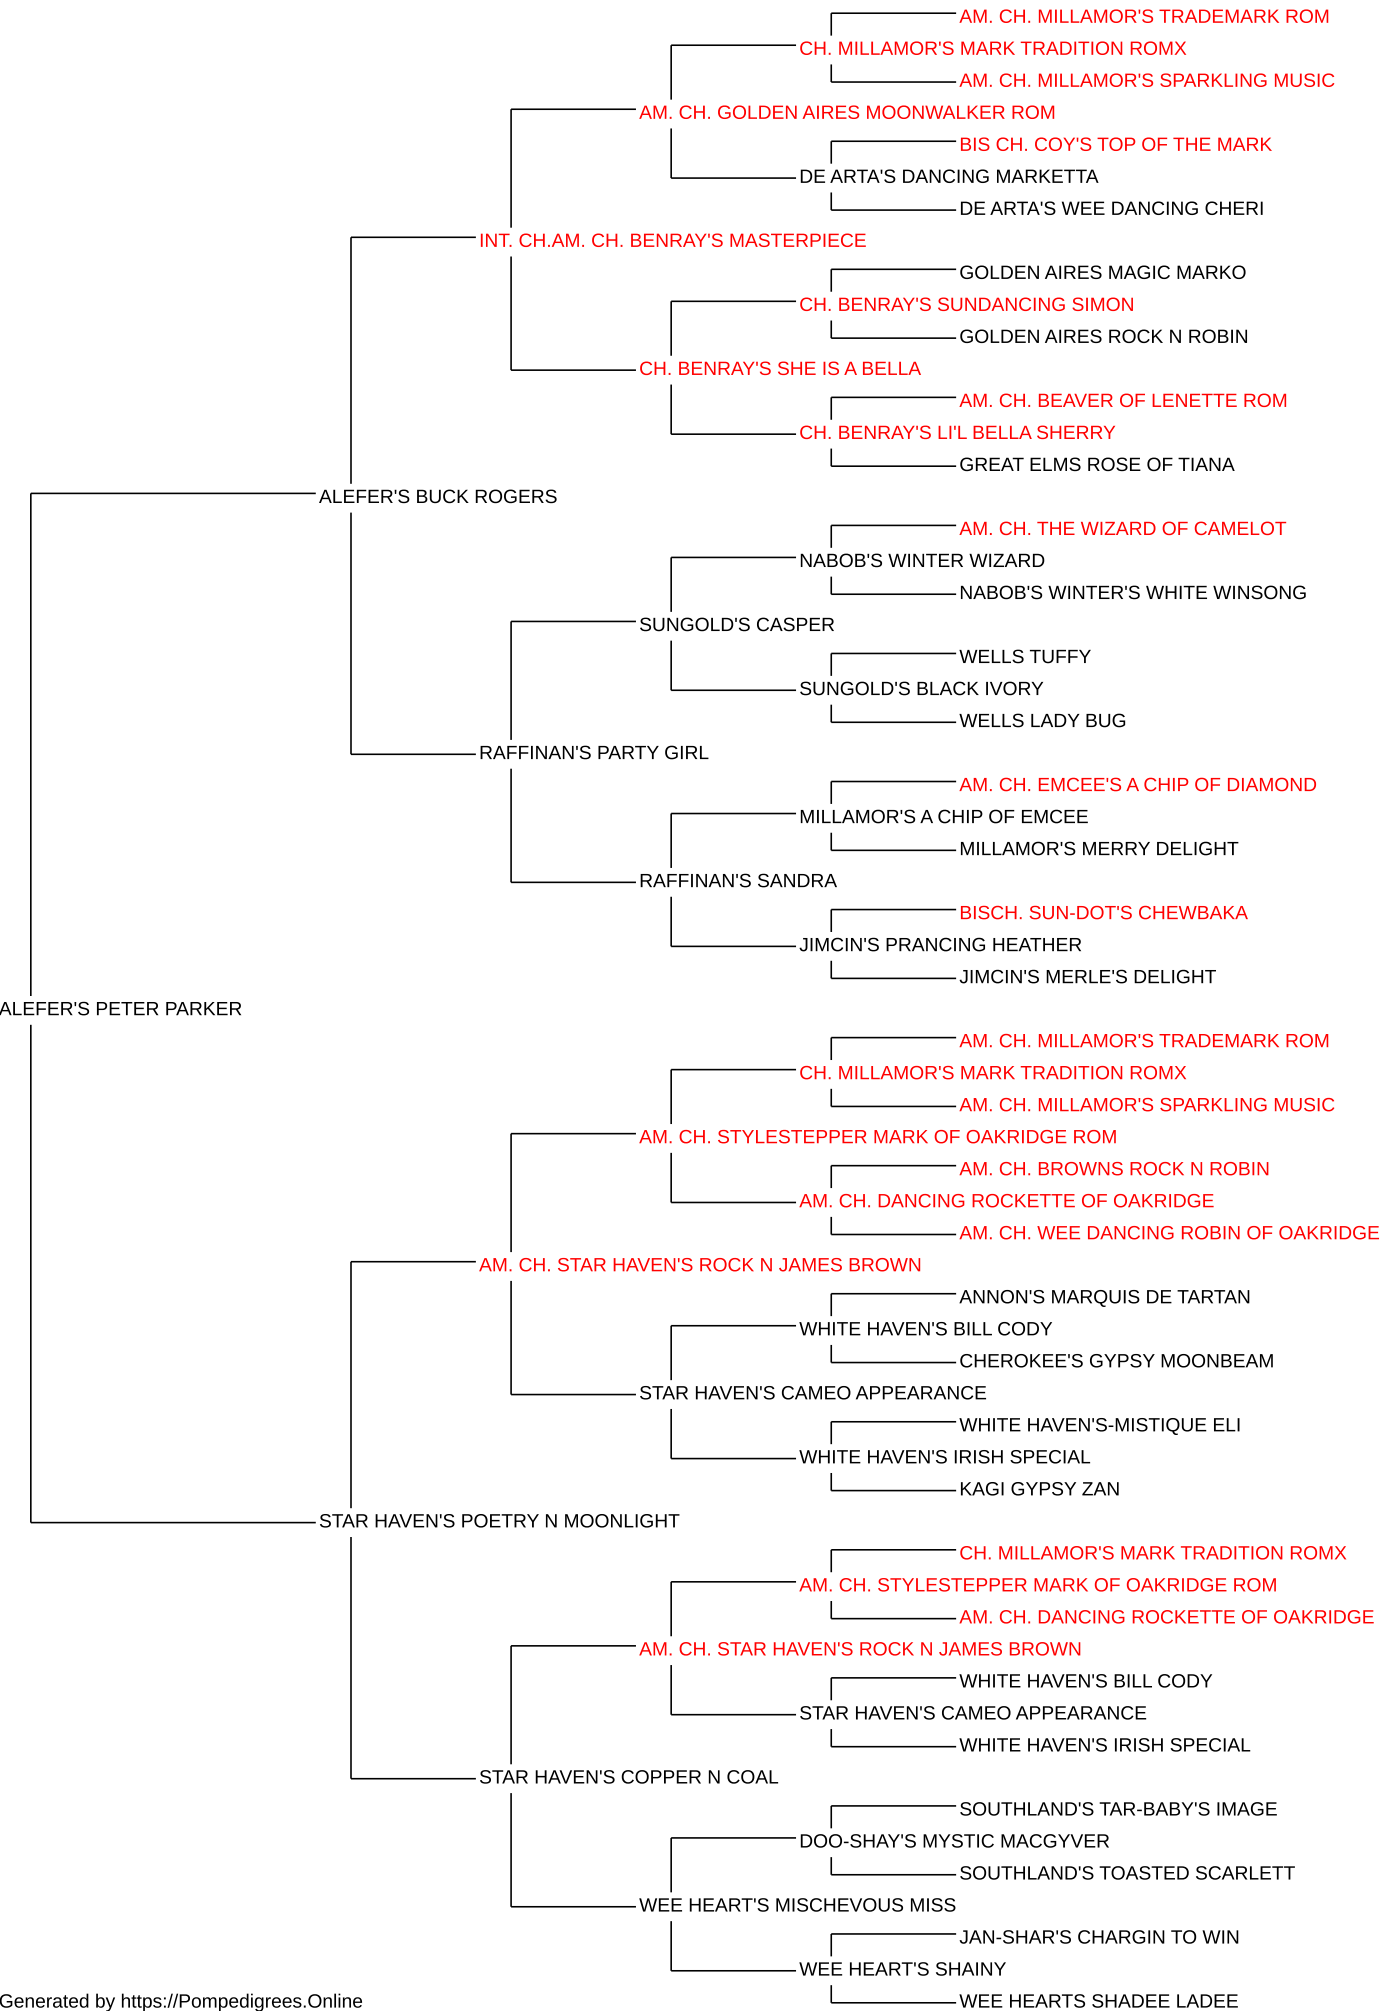 AM. CH. MILLAMOR'S TRADEMARK ROM
CH. MILLAMOR'S MARK TRADITION ROMX
AM. CH. MILLAMOR'S SPARKLING MUSIC
AM. CH. GOLDEN AIRES MOONWALKER ROM
BIS CH. COY'S TOP OF THE MARK
DE ARTA'S DANCING MARKETTA
DE ARTA'S WEE DANCING CHERI
INT. CH.AM. CH. BENRAY'S MASTERPIECE
GOLDEN AIRES MAGIC MARKO
CH. BENRAY'S SUNDANCING SIMON
GOLDEN AIRES ROCK N ROBIN
CH. BENRAY'S SHE IS A BELLA
AM. CH. BEAVER OF LENETTE ROM
CH. BENRAY'S LI'L BELLA SHERRY
GREAT ELMS ROSE OF TIANA
ALEFER'S BUCK ROGERS
AM. CH. THE WIZARD OF CAMELOT
NABOB'S WINTER WIZARD
NABOB'S WINTER'S WHITE WINSONG
SUNGOLD'S CASPER
WELLS TUFFY
SUNGOLD'S BLACK IVORY
WELLS LADY BUG
RAFFINAN'S PARTY GIRL
AM. CH. EMCEE'S A CHIP OF DIAMOND
MILLAMOR'S A CHIP OF EMCEE
MILLAMOR'S MERRY DELIGHT
RAFFINAN'S SANDRA
BISCH. SUN-DOT'S CHEWBAKA
JIMCIN'S PRANCING HEATHER
JIMCIN'S MERLE'S DELIGHT
ALEFER'S PETER PARKER
AM. CH. MILLAMOR'S TRADEMARK ROM
CH. MILLAMOR'S MARK TRADITION ROMX
AM. CH. MILLAMOR'S SPARKLING MUSIC
AM. CH. STYLESTEPPER MARK OF OAKRIDGE ROM
AM. CH. BROWNS ROCK N ROBIN
AM. CH. DANCING ROCKETTE OF OAKRIDGE
AM. CH. WEE DANCING ROBIN OF OAKRIDGE
AM. CH. STAR HAVEN'S ROCK N JAMES BROWN
ANNON'S MARQUIS DE TARTAN
WHITE HAVEN'S BILL CODY
CHEROKEE'S GYPSY MOONBEAM
STAR HAVEN'S CAMEO APPEARANCE
WHITE HAVEN'S-MISTIQUE ELI
WHITE HAVEN'S IRISH SPECIAL
KAGI GYPSY ZAN
STAR HAVEN'S POETRY N MOONLIGHT
CH. MILLAMOR'S MARK TRADITION ROMX
AM. CH. STYLESTEPPER MARK OF OAKRIDGE ROM
AM. CH. DANCING ROCKETTE OF OAKRIDGE
AM. CH. STAR HAVEN'S ROCK N JAMES BROWN
WHITE HAVEN'S BILL CODY
STAR HAVEN'S CAMEO APPEARANCE
WHITE HAVEN'S IRISH SPECIAL
STAR HAVEN'S COPPER N COAL
SOUTHLAND'S TAR-BABY'S IMAGE
DOO-SHAY'S MYSTIC MACGYVER
SOUTHLAND'S TOASTED SCARLETT
WEE HEART'S MISCHEVOUS MISS
JAN-SHAR'S CHARGIN TO WIN
WEE HEART'S SHAINY
WEE HEARTS SHADEE LADEE
Generated by https://Pompedigrees.Online